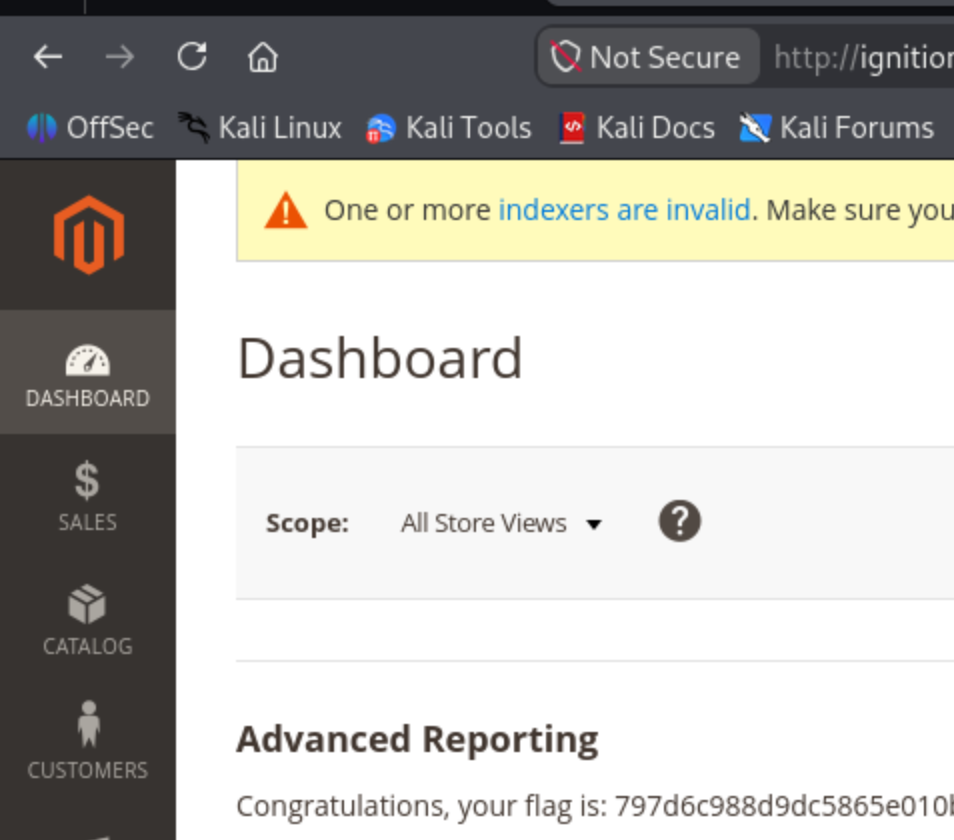 Not Secure http://ignition
OffSec Kali Linux Kali Tools Kali Docs Kali Forums
One or more indexers are invalid. Make sure you
Dashboard
DASHBOARD
Scope: All Store Views ?
SALES
CATALOG
Advanced Reporting
CUSTOMERS
Congratulations, your flag is: 797d6c988d9dc5865e010b